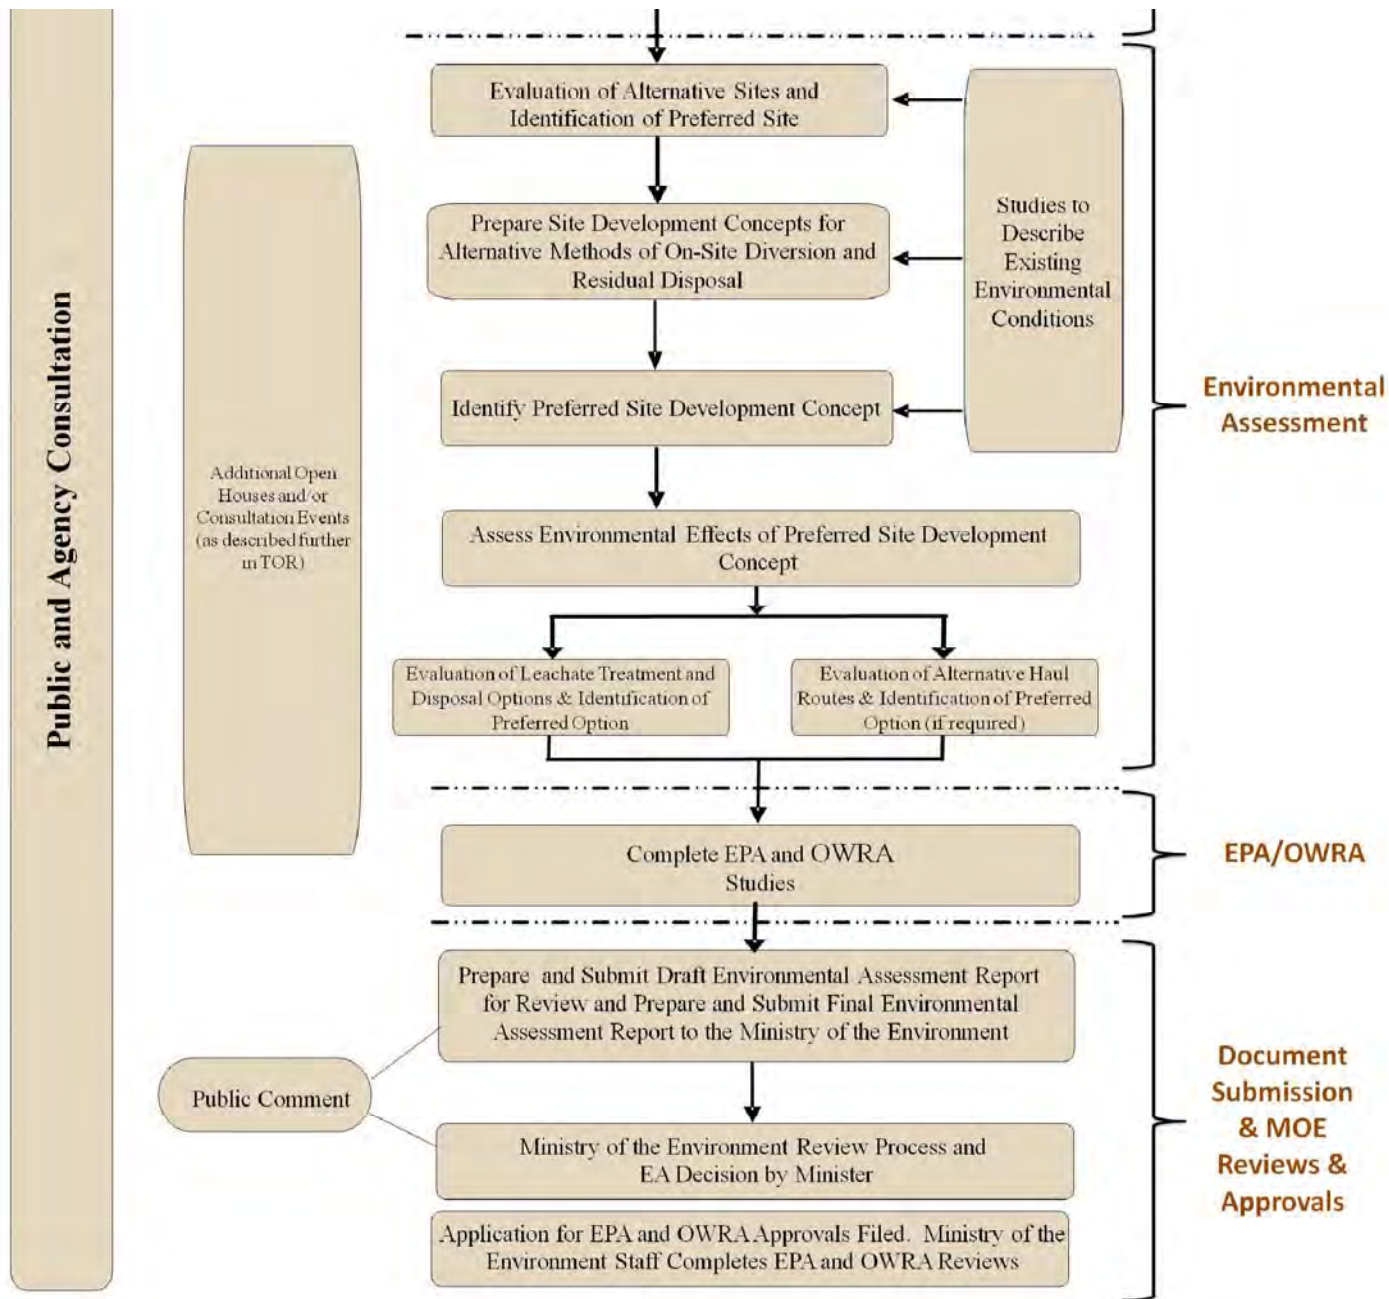 Public and Agency Consultation
Evaluation of Alternative Sites and
Identification of Preferred Site
Studies to
Describe
Existing
Environmental
Conditions
Prepare Site Development Concepts for
Alternative Methods of On-Site Diversion and
Residual Disposal
Identify Preferred Site Development Concept
Environmental
Assessment
Additional Open
Houses and/or
Consultation Events
(as described further
in TOR)
Assess Environmental Effects of Preferred Site Development
Concept
Evaluation of Leachate Treatment and
Disposal Options & Identification of
Preferred Option
Evaluation of Alternative Haul
Routes & Identification of Preferred
Option (if required)
Complete EPA and OWRA
Studies
EPA/OWRA
Prepare and Submit Draft Environmental Assessment Report
for Review and Prepare and Submit Final Environmental
Assessment Report to the Ministry of the Environment
Public Comment
Ministry of the Environment Review Process and
EA Decision by Minister
Application for EPA and OWRA Approvals Filed. Ministry of the
Environment Staff Completes EPA and OWRA Reviews
Document
Submission
& MOE
Reviews &
Approvals